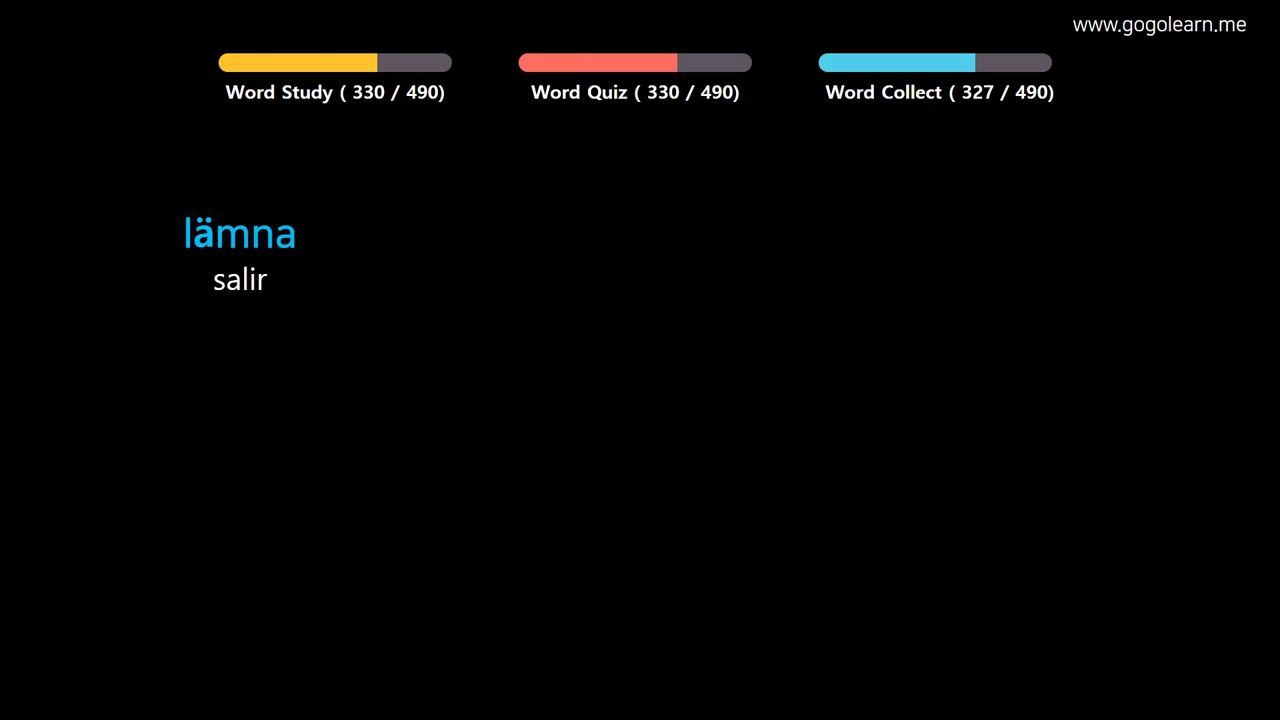 www.gogolearn.me
Word Study ( 330 / 490)
Word Quiz ( 330 / 490)
Word Collect ( 327 / 490)
lämna
salir